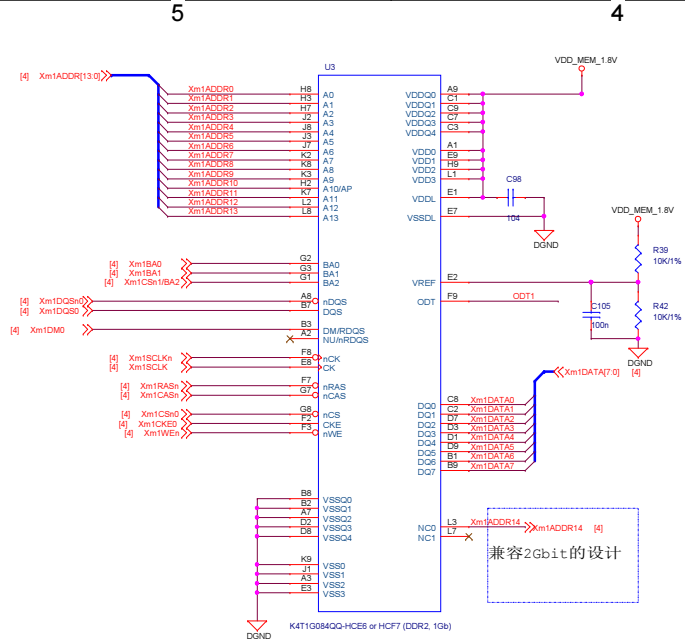 5 4
U3
VDD_MEM_1.8V
[4] Xm1ADDR[13:0]
Xm1ADDR0 H8 A0
Xm1ADDR1 H3 A1
Xm1ADDR2 H7 A2
Xm1ADDR3 J2 A3
Xm1ADDR4 J8 A4
Xm1ADDR5 J3 A5
Xm1ADDR6 J7 A6
Xm1ADDR7 K2 A7
Xm1ADDR8 K8 A8
Xm1ADDR9 K3 A9
Xm1ADDR10 H2 A10/AP
Xm1ADDR11 K7 A11
Xm1ADDR12 L2 A12
Xm1ADDR13 L8 A13
VDDQ0 A9
VDDQ1 C1
VDDQ2 C9
VDDQ3 C7
VDDQ4 C3
VDD0 A1
VDD1 E9
VDD2 H9
VDD3 L1
VDDL E1
C98
104
VSSDL E7
DGND
VDD_MEM_1.8V
R39
10K/1%
[4] Xm1BA0 G2 BA0
[4] Xm1BA1 G3 BA1
[4] Xm1CSn1/BA2 G1 BA2
VREF E2
[4] Xm1DQSn0 A8 nDQS
[4] Xm1DQS0 B7 DQS
ODT F9 ODT1
C105
100n
R42
10K/1%
DGND
[4] Xm1DM0 B3 DM/RDQS
A2 NU/nRDQS
[4] Xm1SCLKn F8 nCK
[4] Xm1SCLK E8 CK
[4] Xm1RASn F7 nRAS
[4] Xm1CASn G7 nCAS
[4] Xm1CSn0 G8 nCS
[4] Xm1CKE0 F2 CKE
[4] Xm1WEn F3 nWE
Xm1DATA[7:0] [4]
DQ0 C8 Xm1DATA0
DQ1 C2 Xm1DATA1
DQ2 D7 Xm1DATA2
DQ3 D3 Xm1DATA3
DQ4 D1 Xm1DATA4
DQ5 D9 Xm1DATA5
DQ6 B1 Xm1DATA6
DQ7 B9 Xm1DATA7
B8 VSSQ0
B2 VSSQ1
A7 VSSQ2
D2 VSSQ3
D8 VSSQ4
K9 VSS0
J1 VSS1
A3 VSS2
E3 VSS3
NC0 L3 Xm1ADDR14 Xm1ADDR14 [4]
NC1 L7
兼容2Gbit的设计
DGND
K4T1G084QQ-HCE6 or HCF7 (DDR2, 1Gb)